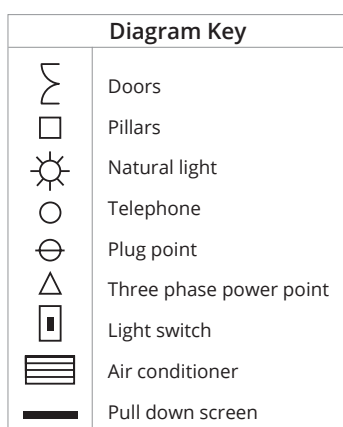 Diagram Key
Doors
Pillars
Natural light
Telephone
Plug point
Three phase power point
Light switch
Air conditioner
Pull down screen